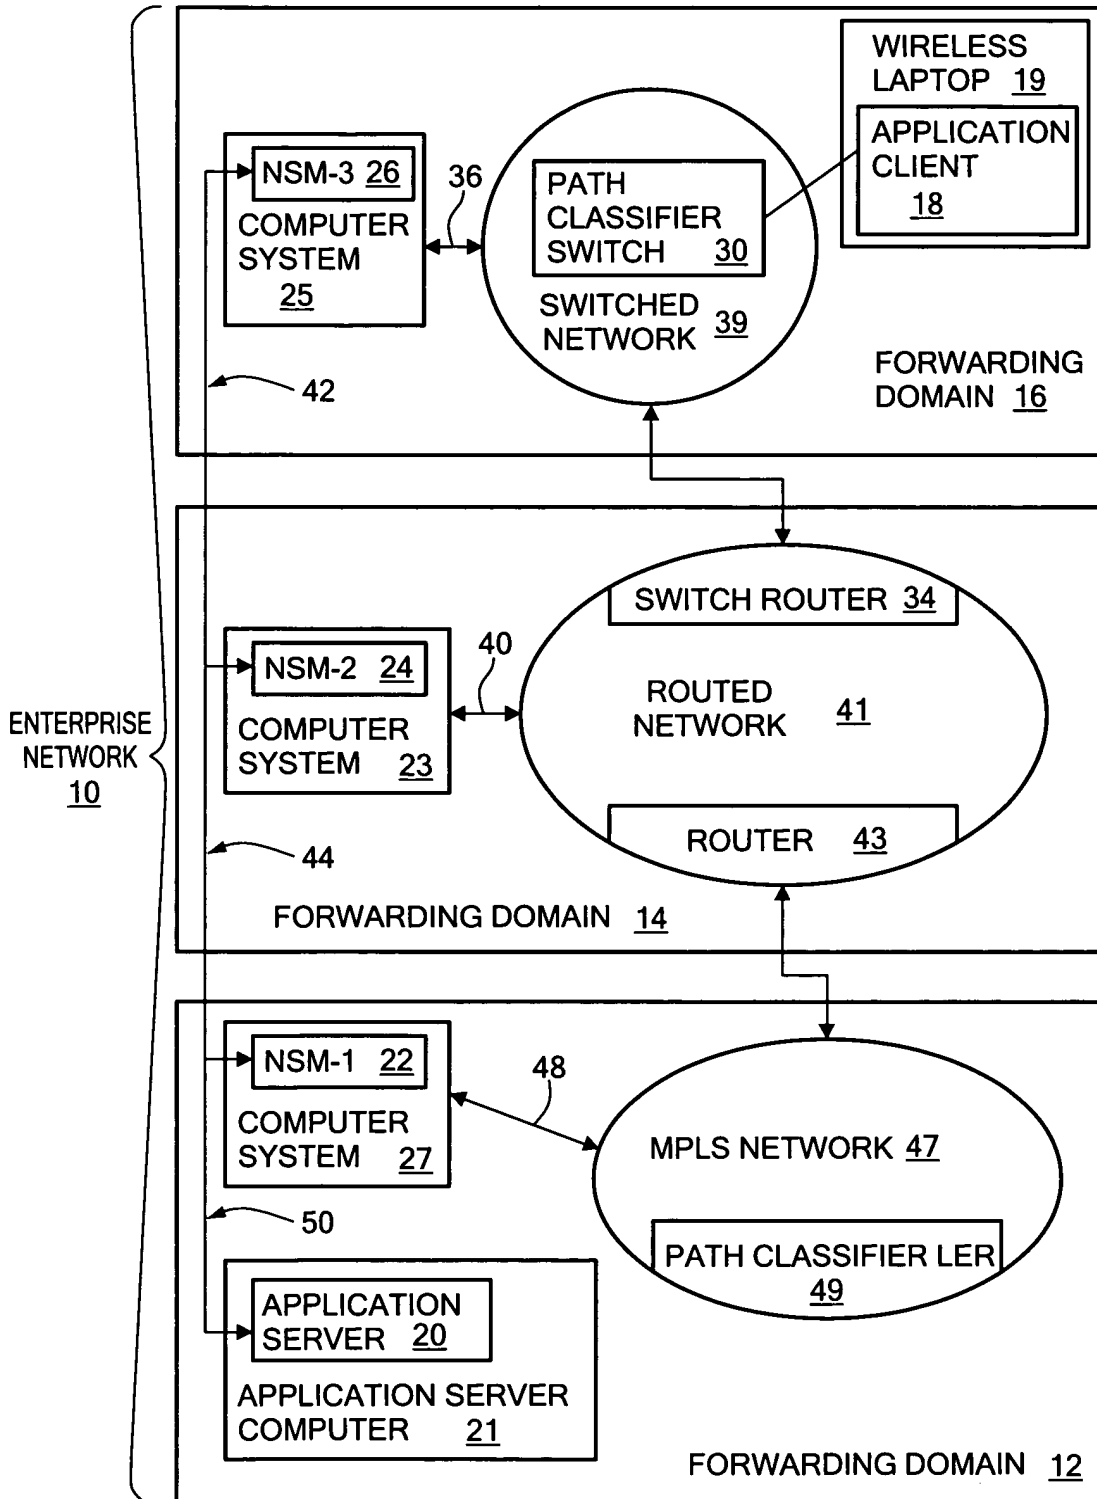 WIRELESS
LAPTOP 19
APPLICATION
CLIENT
18
NSM-3 26
COMPUTER
SYSTEM
25
36
PATH
CLASSIFIER
SWITCH 30
SWITCHED
NETWORK 39
42
FORWARDING
DOMAIN 16
SWITCH ROUTER 34
NSM-2 24
COMPUTER
SYSTEM 23
40
ROUTED
NETWORK 41
ENTERPRISE
NETWORK
10
ROUTER 43
44
FORWARDING DOMAIN 14
NSM-1 22
COMPUTER
SYSTEM 27
48
MPLS NETWORK 47
50
PATH CLASSIFIER LER
49
APPLICATION
SERVER 20
APPLICATION SERVER
COMPUTER 21
FORWARDING DOMAIN 12